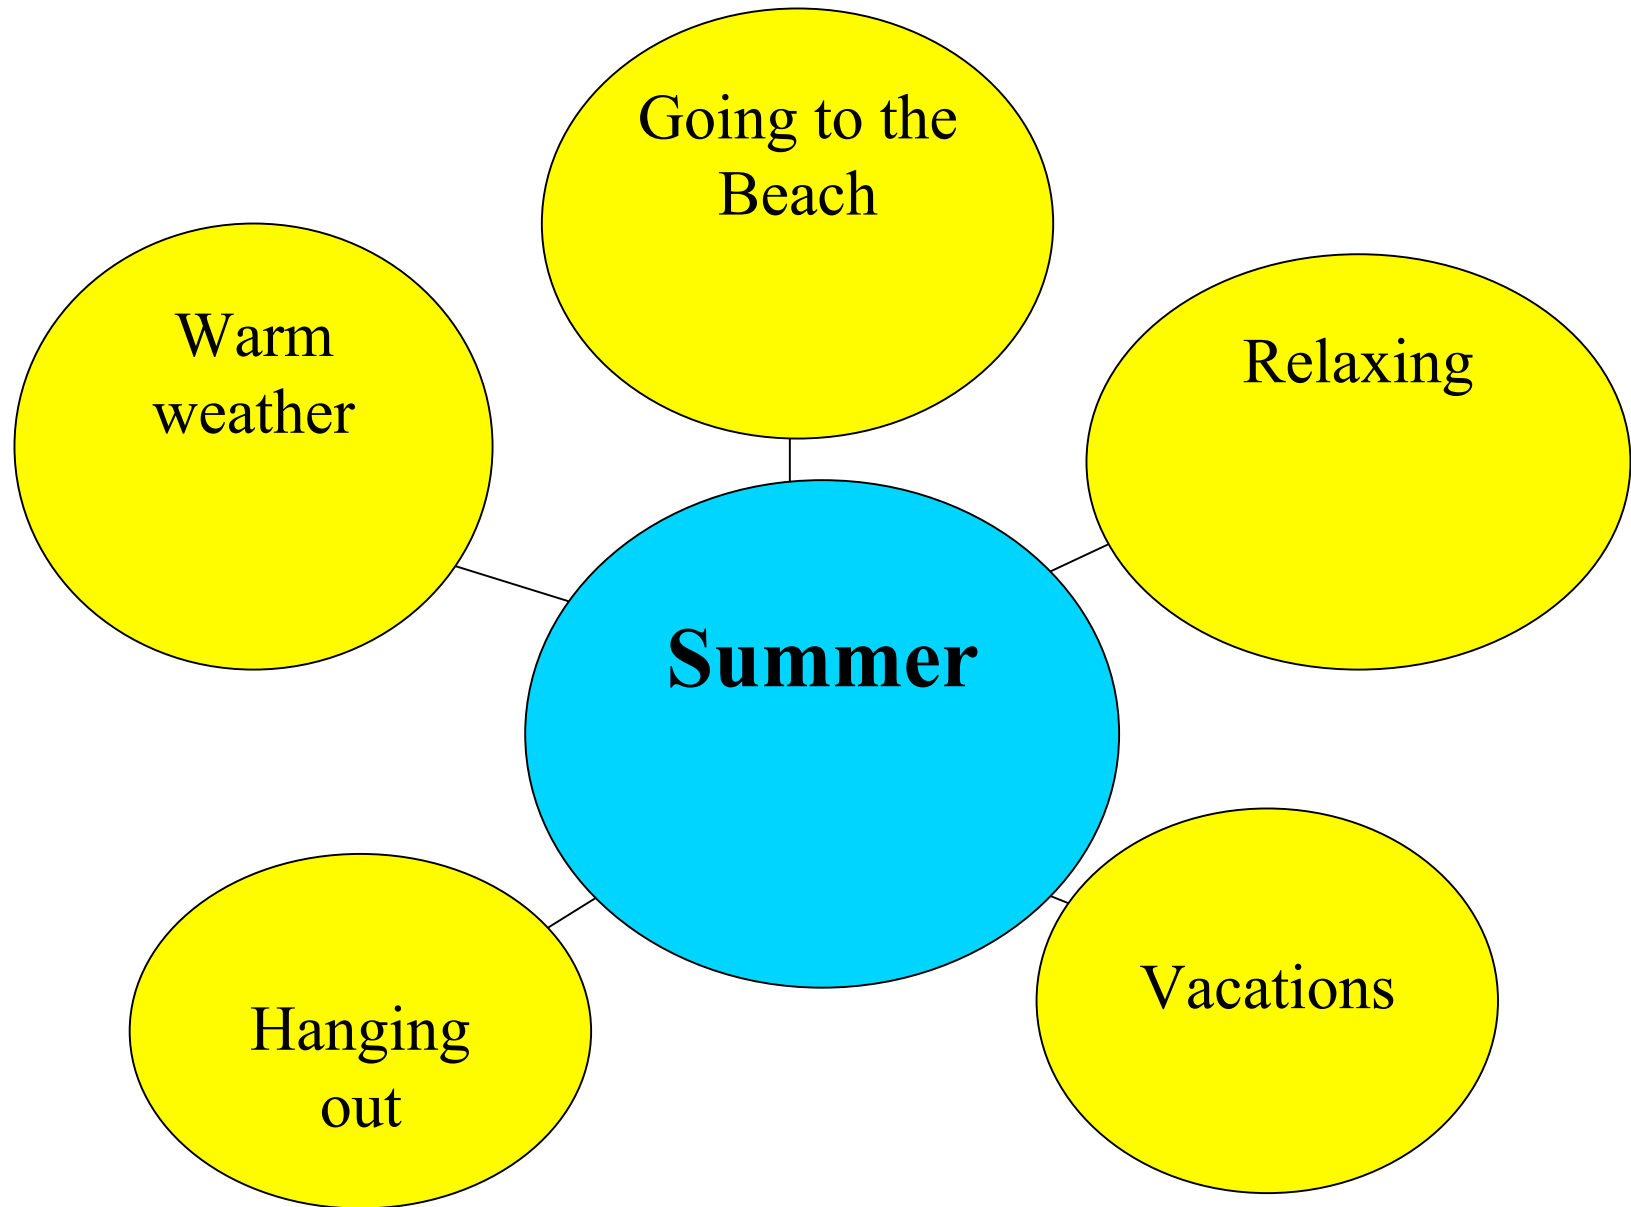 Going to the
Beach
Warm
weather
Relaxing
Summer
Vacations
Hanging
out